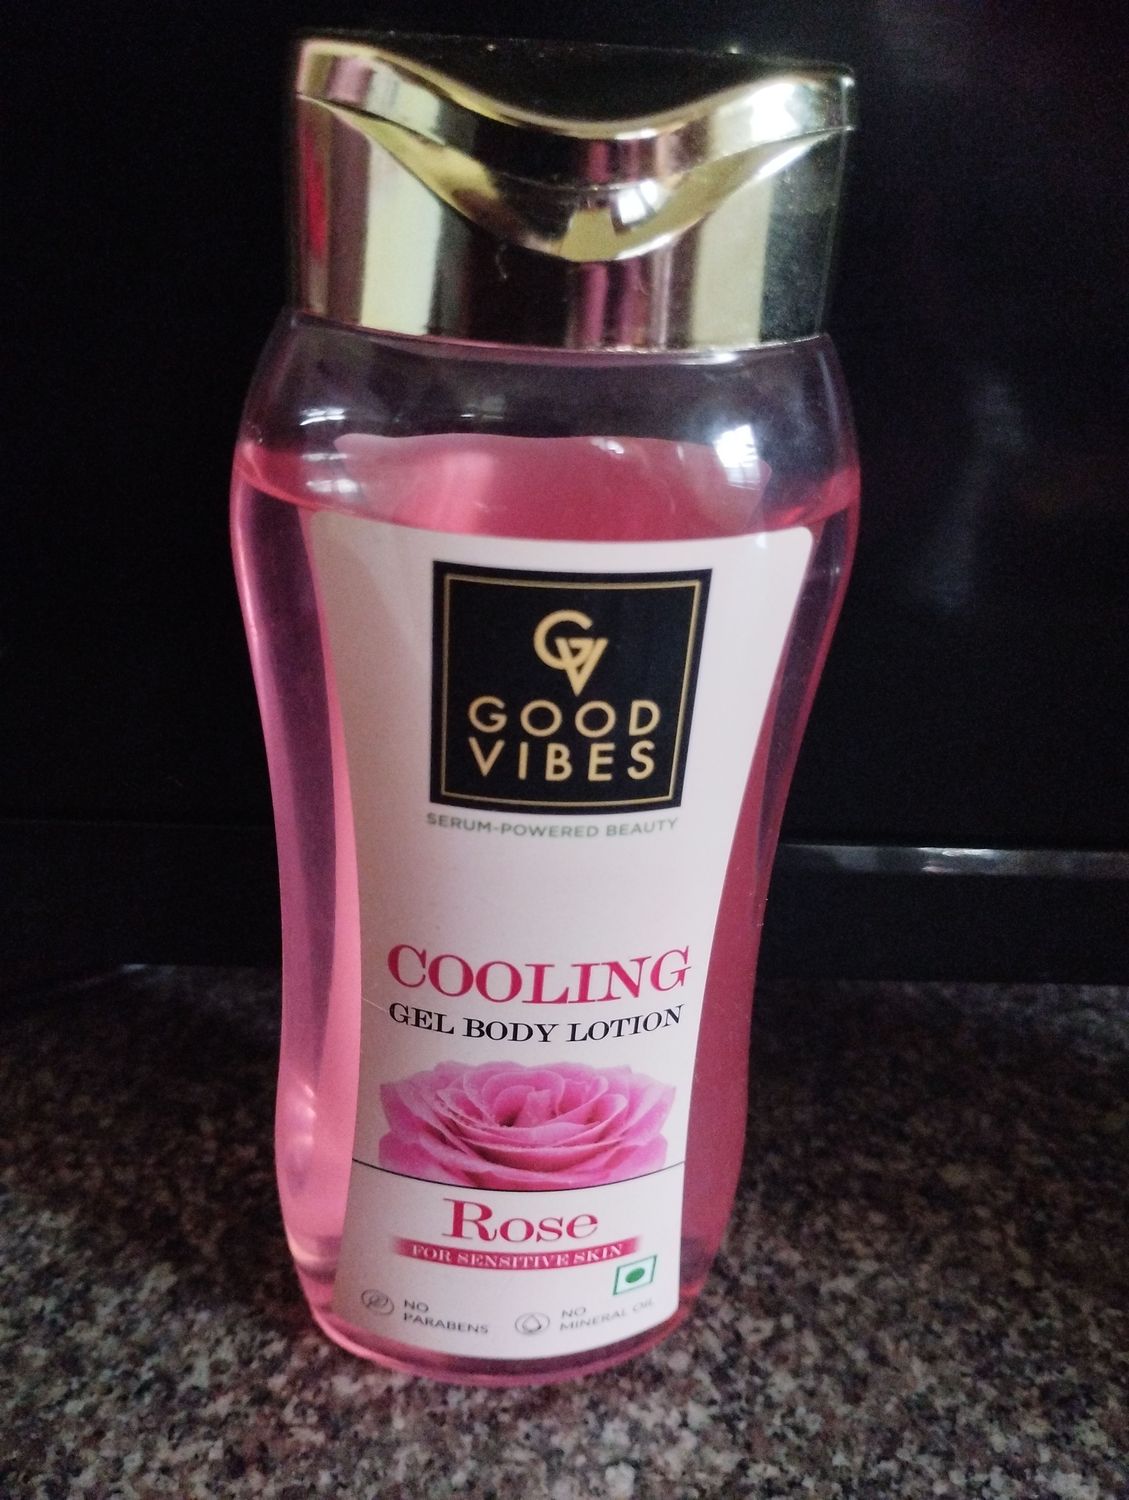 GV
GOOD
VIBES
SERUM-POWERED BEAUTY
COOLING
GEL BODY LOTION
Rose
FOR SENSITIVE SKIN
NO
PARABENS
NO
MINERAL OIL